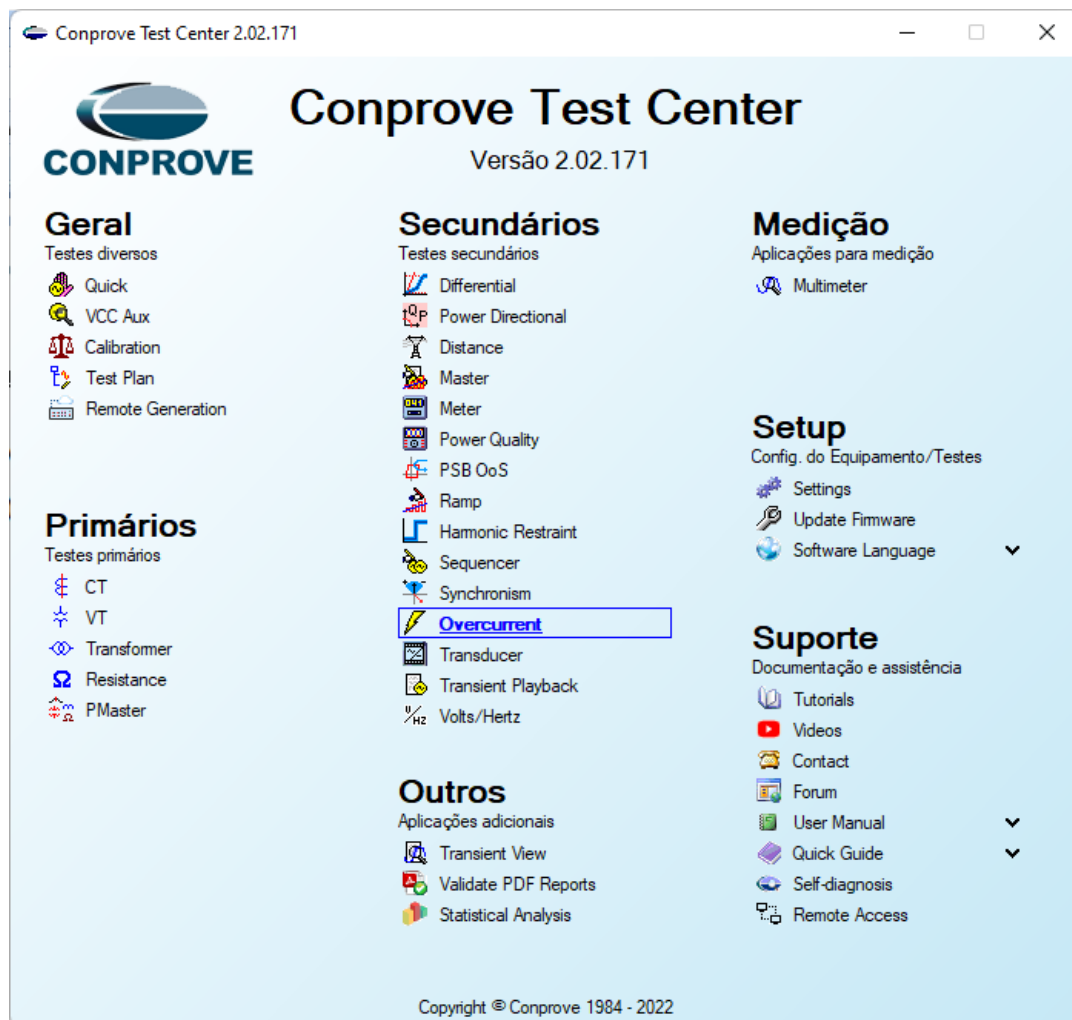 Conprove Test Center 2.02.171
CONPROVE
Conprove Test Center
Versão 2.02.171
Geral
Testes diversos
Quick
VCC Aux
Calibration
Test Plan
Remote Generation
Primários
Testes primários
CT
VT
Transformer
Resistance
PMaster
Secundários
Testes secundários
Differential
Power Directional
Distance
Master
Meter
Power Quality
PSB OoS
Ramp
Harmonic Restraint
Sequencer
Synchronism
Overcurrent
Transducer
Transient Playback
Volts/Hertz
Outros
Aplicações adicionais
Transient View
Validate PDF Reports
Statistical Analysis
Medição
Aplicações para medição
Multimeter
Setup
Config. do Equipamento/Testes
Settings
Update Firmware
Software Language
Suporte
Documentação e assistência
Tutorials
Videos
Contact
Forum
User Manual
Quick Guide
Self-diagnosis
Remote Access
Copyright © Conprove 1984 - 2022